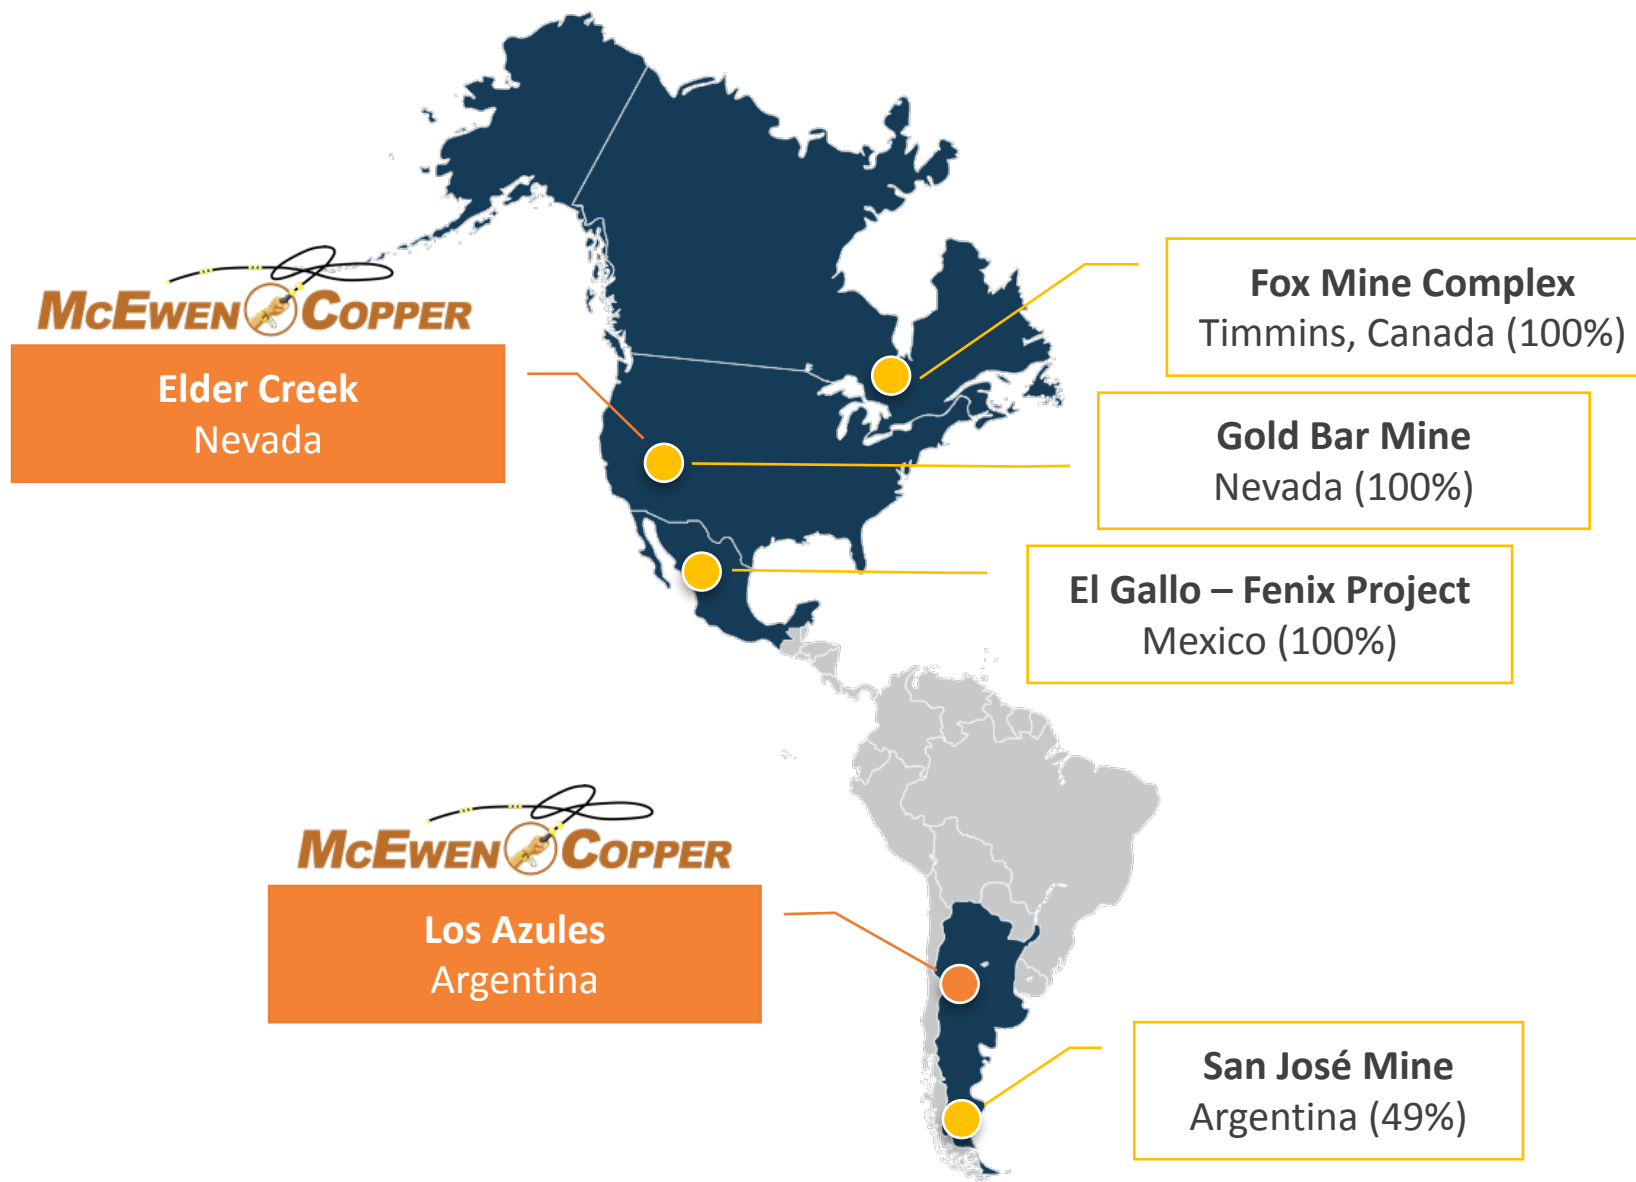 McEwen Copper
Elder Creek
Nevada
Fox Mine Complex
Timmins, Canada (100%)
Gold Bar Mine
Nevada (100%)
El Gallo – Fenix Project
Mexico (100%)
McEwen Copper
Los Azules
Argentina
San José Mine
Argentina (49%)